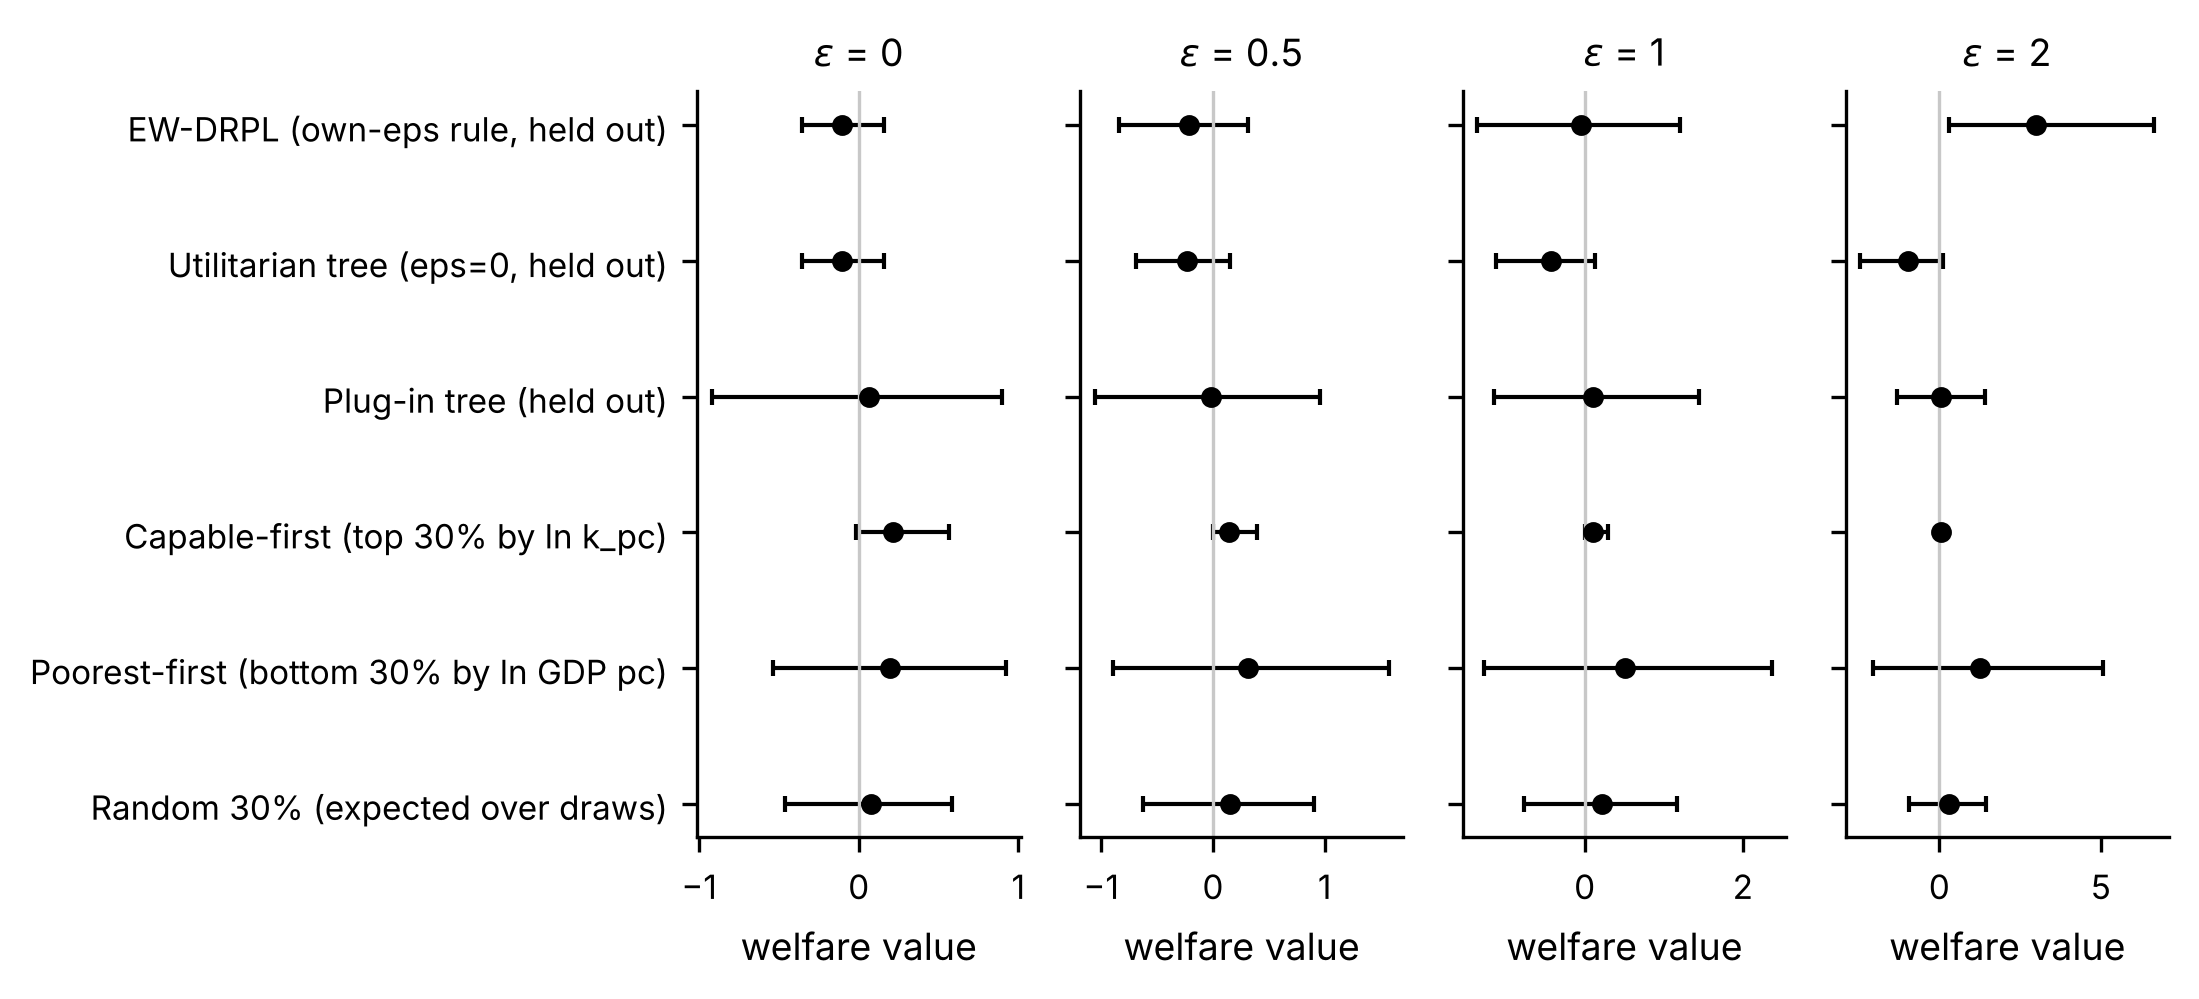 ε = 0
ε = 0.5
ε = 1
ε = 2
EW-DRPL (own-eps rule, held out)
Utilitarian tree (eps=0, held out)
Plug-in tree (held out)
Capable-first (top 30% by ln k_pc)
Poorest-first (bottom 30% by ln GDP pc)
Random 30% (expected over draws)
−1 0 1
−1 0 1
0 2
0 5
welfare value
welfare value
welfare value
welfare value